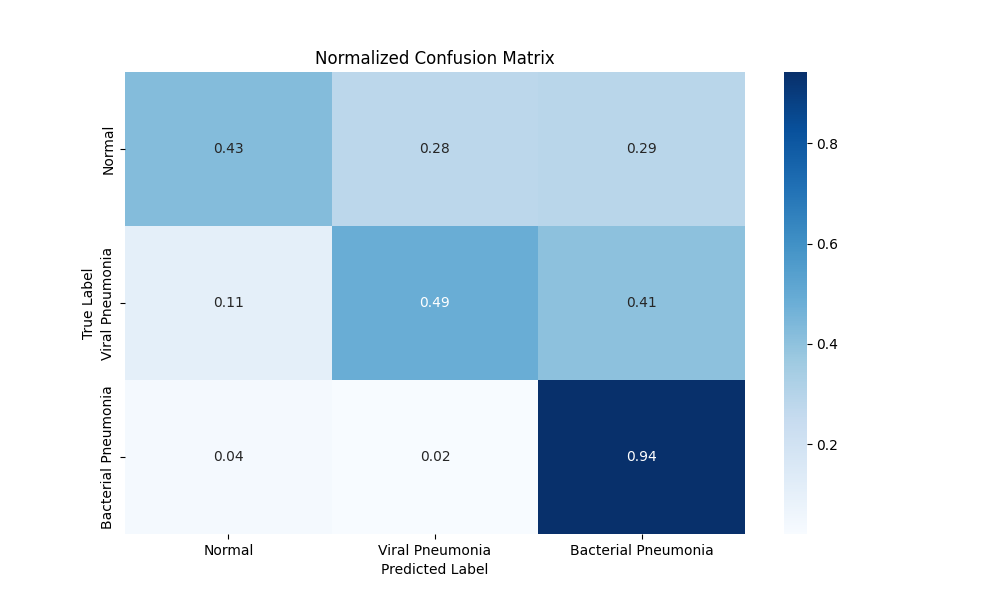 Normalized Confusion Matrix
True Label
Normal
Viral Pneumonia
Bacterial Pneumonia
0.43 0.28 0.29
0.11 0.49 0.41
0.04 0.02 0.94
Normal Viral Pneumonia Bacterial Pneumonia
Predicted Label
0.8
0.6
0.4
0.2